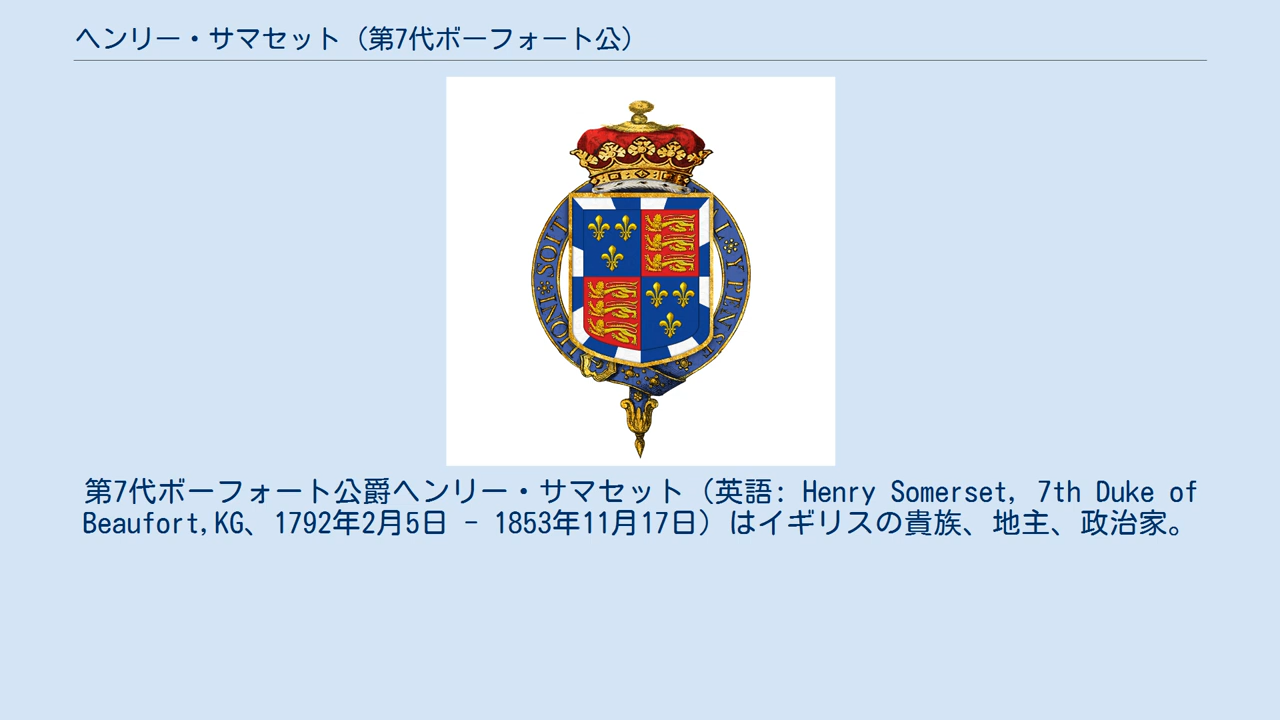 ヘンリー・サマセット（第7代ボーフォート公）
SOIT
L Y PENSE
第7代ボーフォート公爵ヘンリー・サマセット（英語: Henry Somerset, 7th Duke of
Beaufort,KG、1792年2月5日 - 1853年11月17日）はイギリスの貴族、地主、政治家。